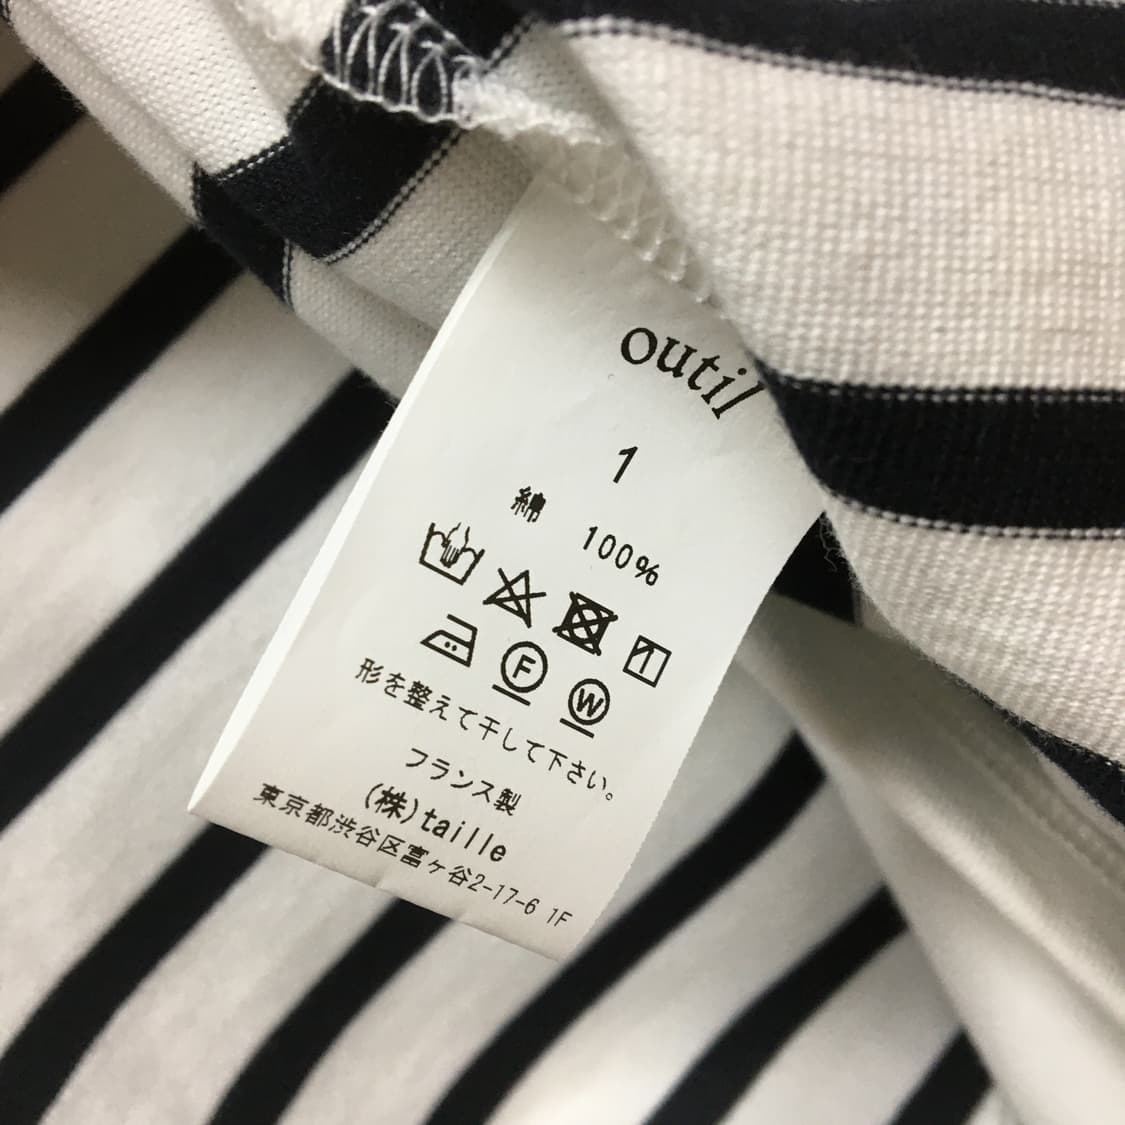 outil
1
綿 100%
F W
形を整えて干して下さい。
フランス製
(株)taille
東京都渋谷区富ヶ谷2-17-6 1F